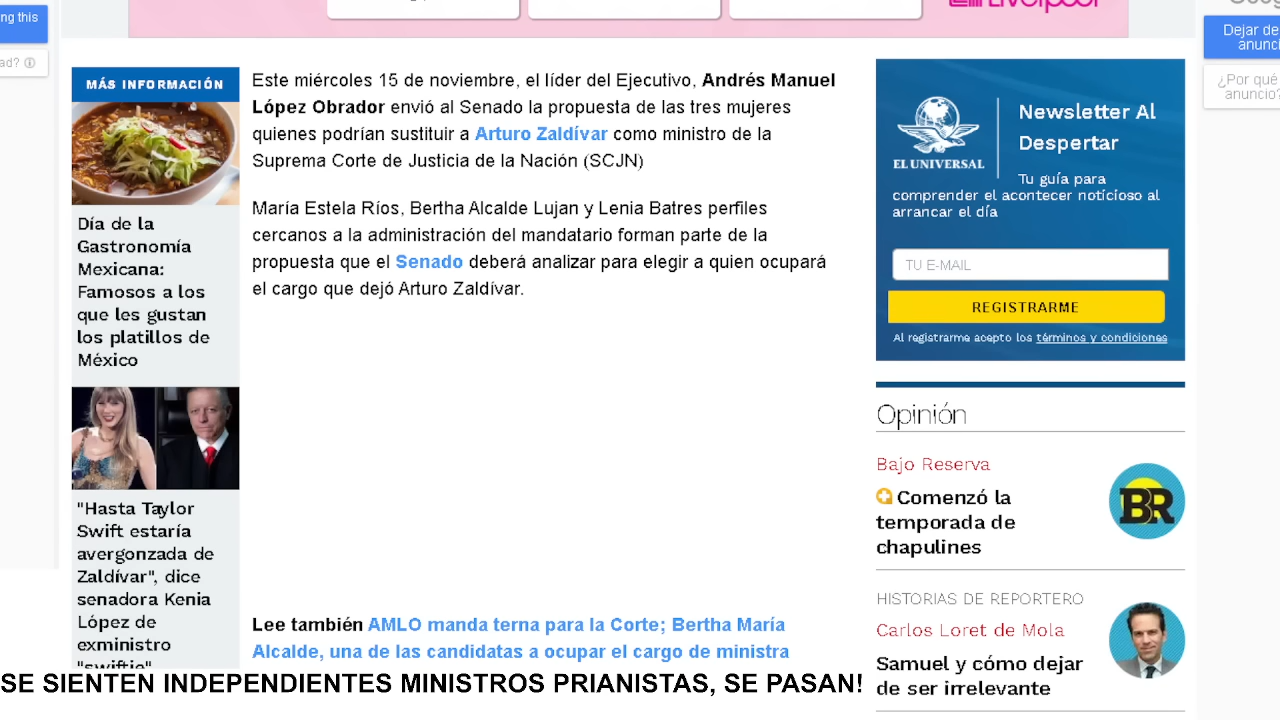 ng this
ad?
Liverpool
Dejar de
anunci
¿Por qué
anuncio?
MÁS INFORMACIÓN
Día de la
Gastronomía
Mexicana:
Famosos a los
que les gustan
los platillos de
México
"Hasta Taylor
Swift estaría
avergonzada de
Zaldívar", dice
senadora Kenia
López de
exministro
"swiftie"
Este miércoles 15 de noviembre, el líder del Ejecutivo, Andrés Manuel
López Obrador envió al Senado la propuesta de las tres mujeres
quienes podrían sustituir a Arturo Zaldívar como ministro de la
Suprema Corte de Justicia de la Nación (SCJN)
María Estela Ríos, Bertha Alcalde Lujan y Lenia Batres perfiles
cercanos a la administración del mandatario forman parte de la
propuesta que el Senado deberá analizar para elegir a quien ocupará
el cargo que dejó Arturo Zaldívar.
Lee también AMLO manda terna para la Corte; Bertha María
Alcalde, una de las candidatas a ocupar el cargo de ministra
EL UNIVERSAL
Newsletter Al
Despertar
Tu guía para
comprender el acontecer noticioso al
arrancar el día
TU E-MAIL
REGISTRARME
Al registrarme acepto los términos y condiciones
Opinión
Bajo Reserva
Comenzó la
temporada de
chapulines
BR
HISTORIAS DE REPORTERO
Carlos Loret de Mola
Samuel y cómo dejar
de ser irrelevante
SE SIENTEN INDEPENDIENTES MINISTROS PRIANISTAS, SE PASAN!